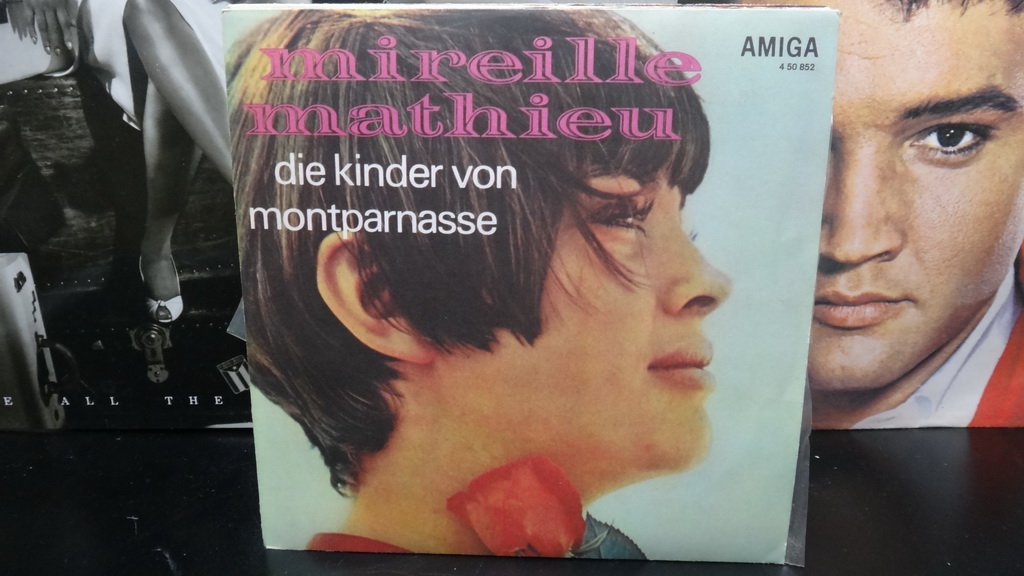 mireille
mathieu
die kinder von
montparnasse
AMIGA
4 50 852
E ALL THE